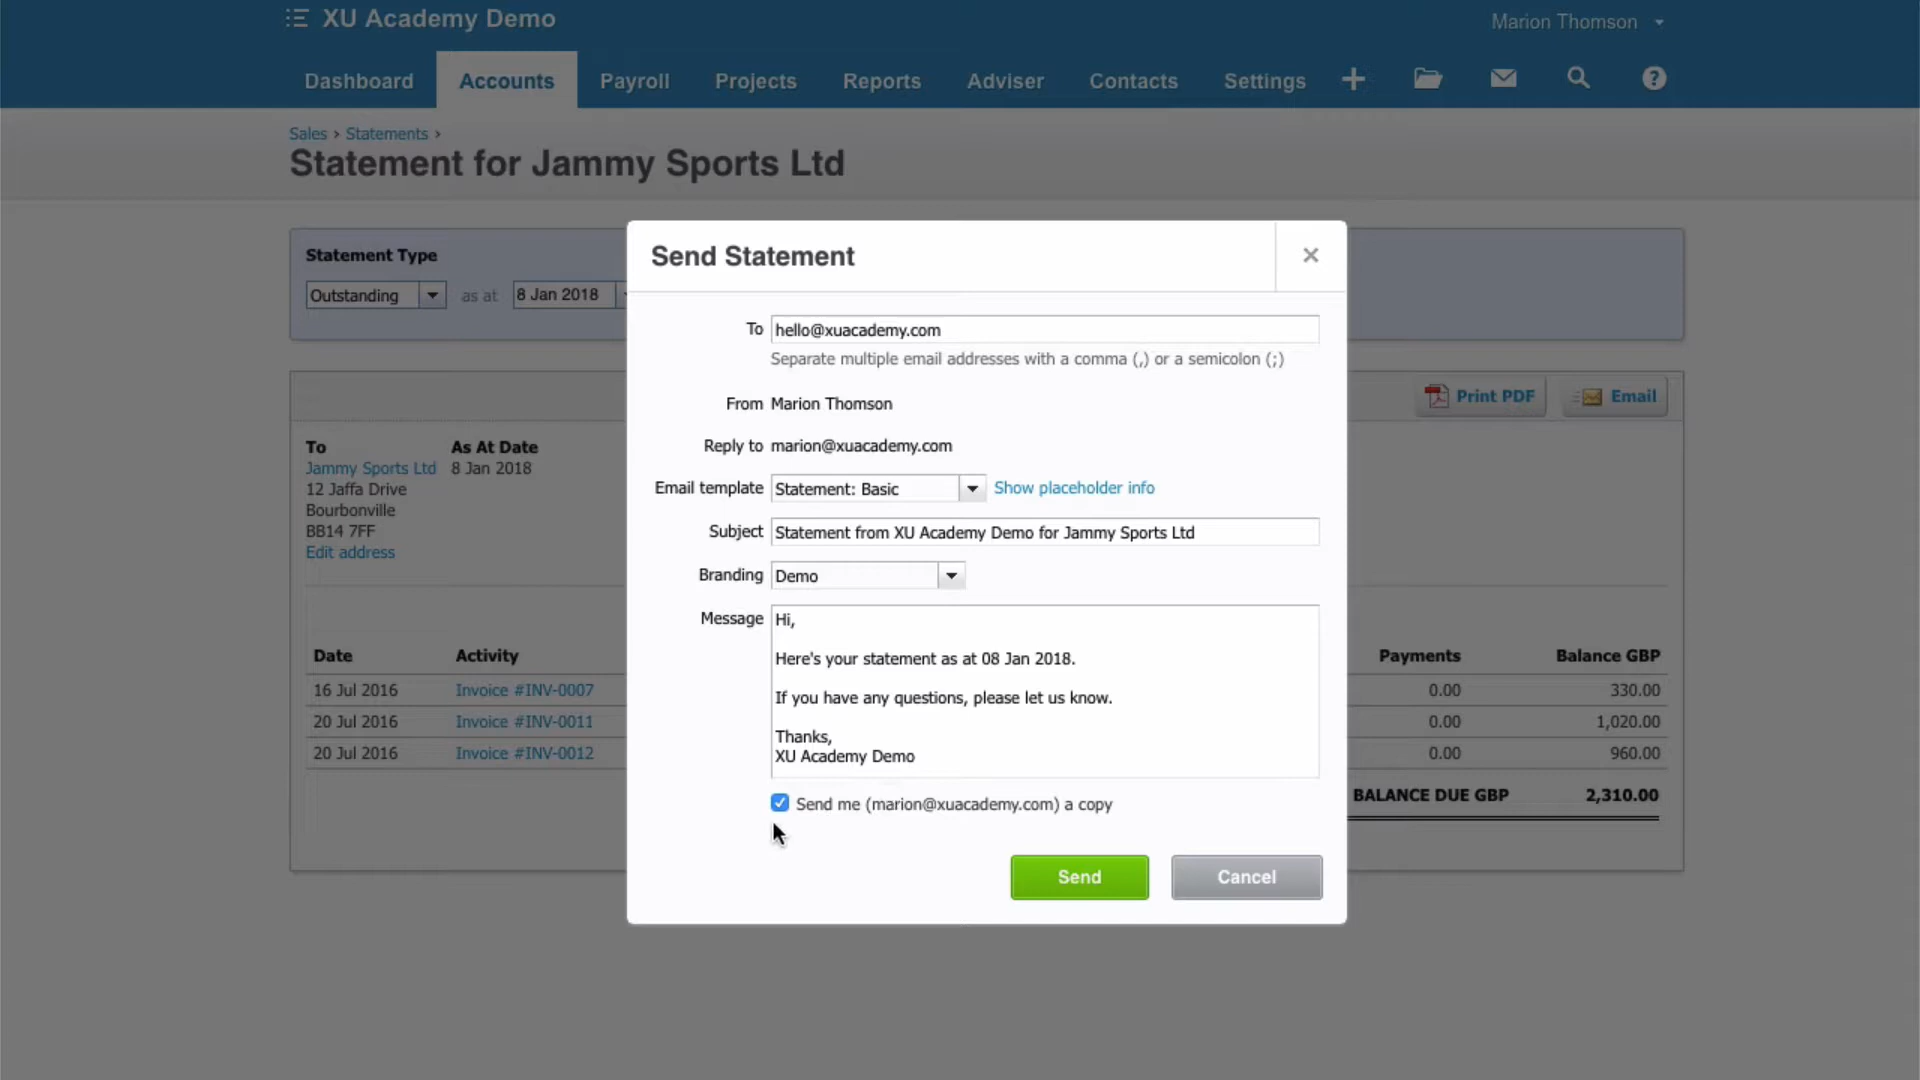 XU Academy Demo
Marion Thomson
Dashboard Accounts Payroll Projects Reports Adviser Contacts Settings
Sales › Statements ›
Statement for Jammy Sports Ltd
Statement Type
Outstanding as at 8 Jan 2018
Print PDF Email
To As At Date
Jammy Sports Ltd 8 Jan 2018
12 Jaffa Drive
Bourbonville
BB14 7FF
Edit address
Date Activity Payments Balance GBP
16 Jul 2016 Invoice #INV-0007 0.00 330.00
20 Jul 2016 Invoice #INV-0011 0.00 1,020.00
20 Jul 2016 Invoice #INV-0012 0.00 960.00
BALANCE DUE GBP 2,310.00
Send Statement
To hello@xuacademy.com
Separate multiple email addresses with a comma (,) or a semicolon (;)
From Marion Thomson
Reply to marion@xuacademy.com
Email template Statement: Basic Show placeholder info
Subject Statement from XU Academy Demo for Jammy Sports Ltd
Branding Demo
Message Hi,
Here's your statement as at 08 Jan 2018.
If you have any questions, please let us know.
Thanks,
XU Academy Demo
Send me (marion@xuacademy.com) a copy
Send Cancel